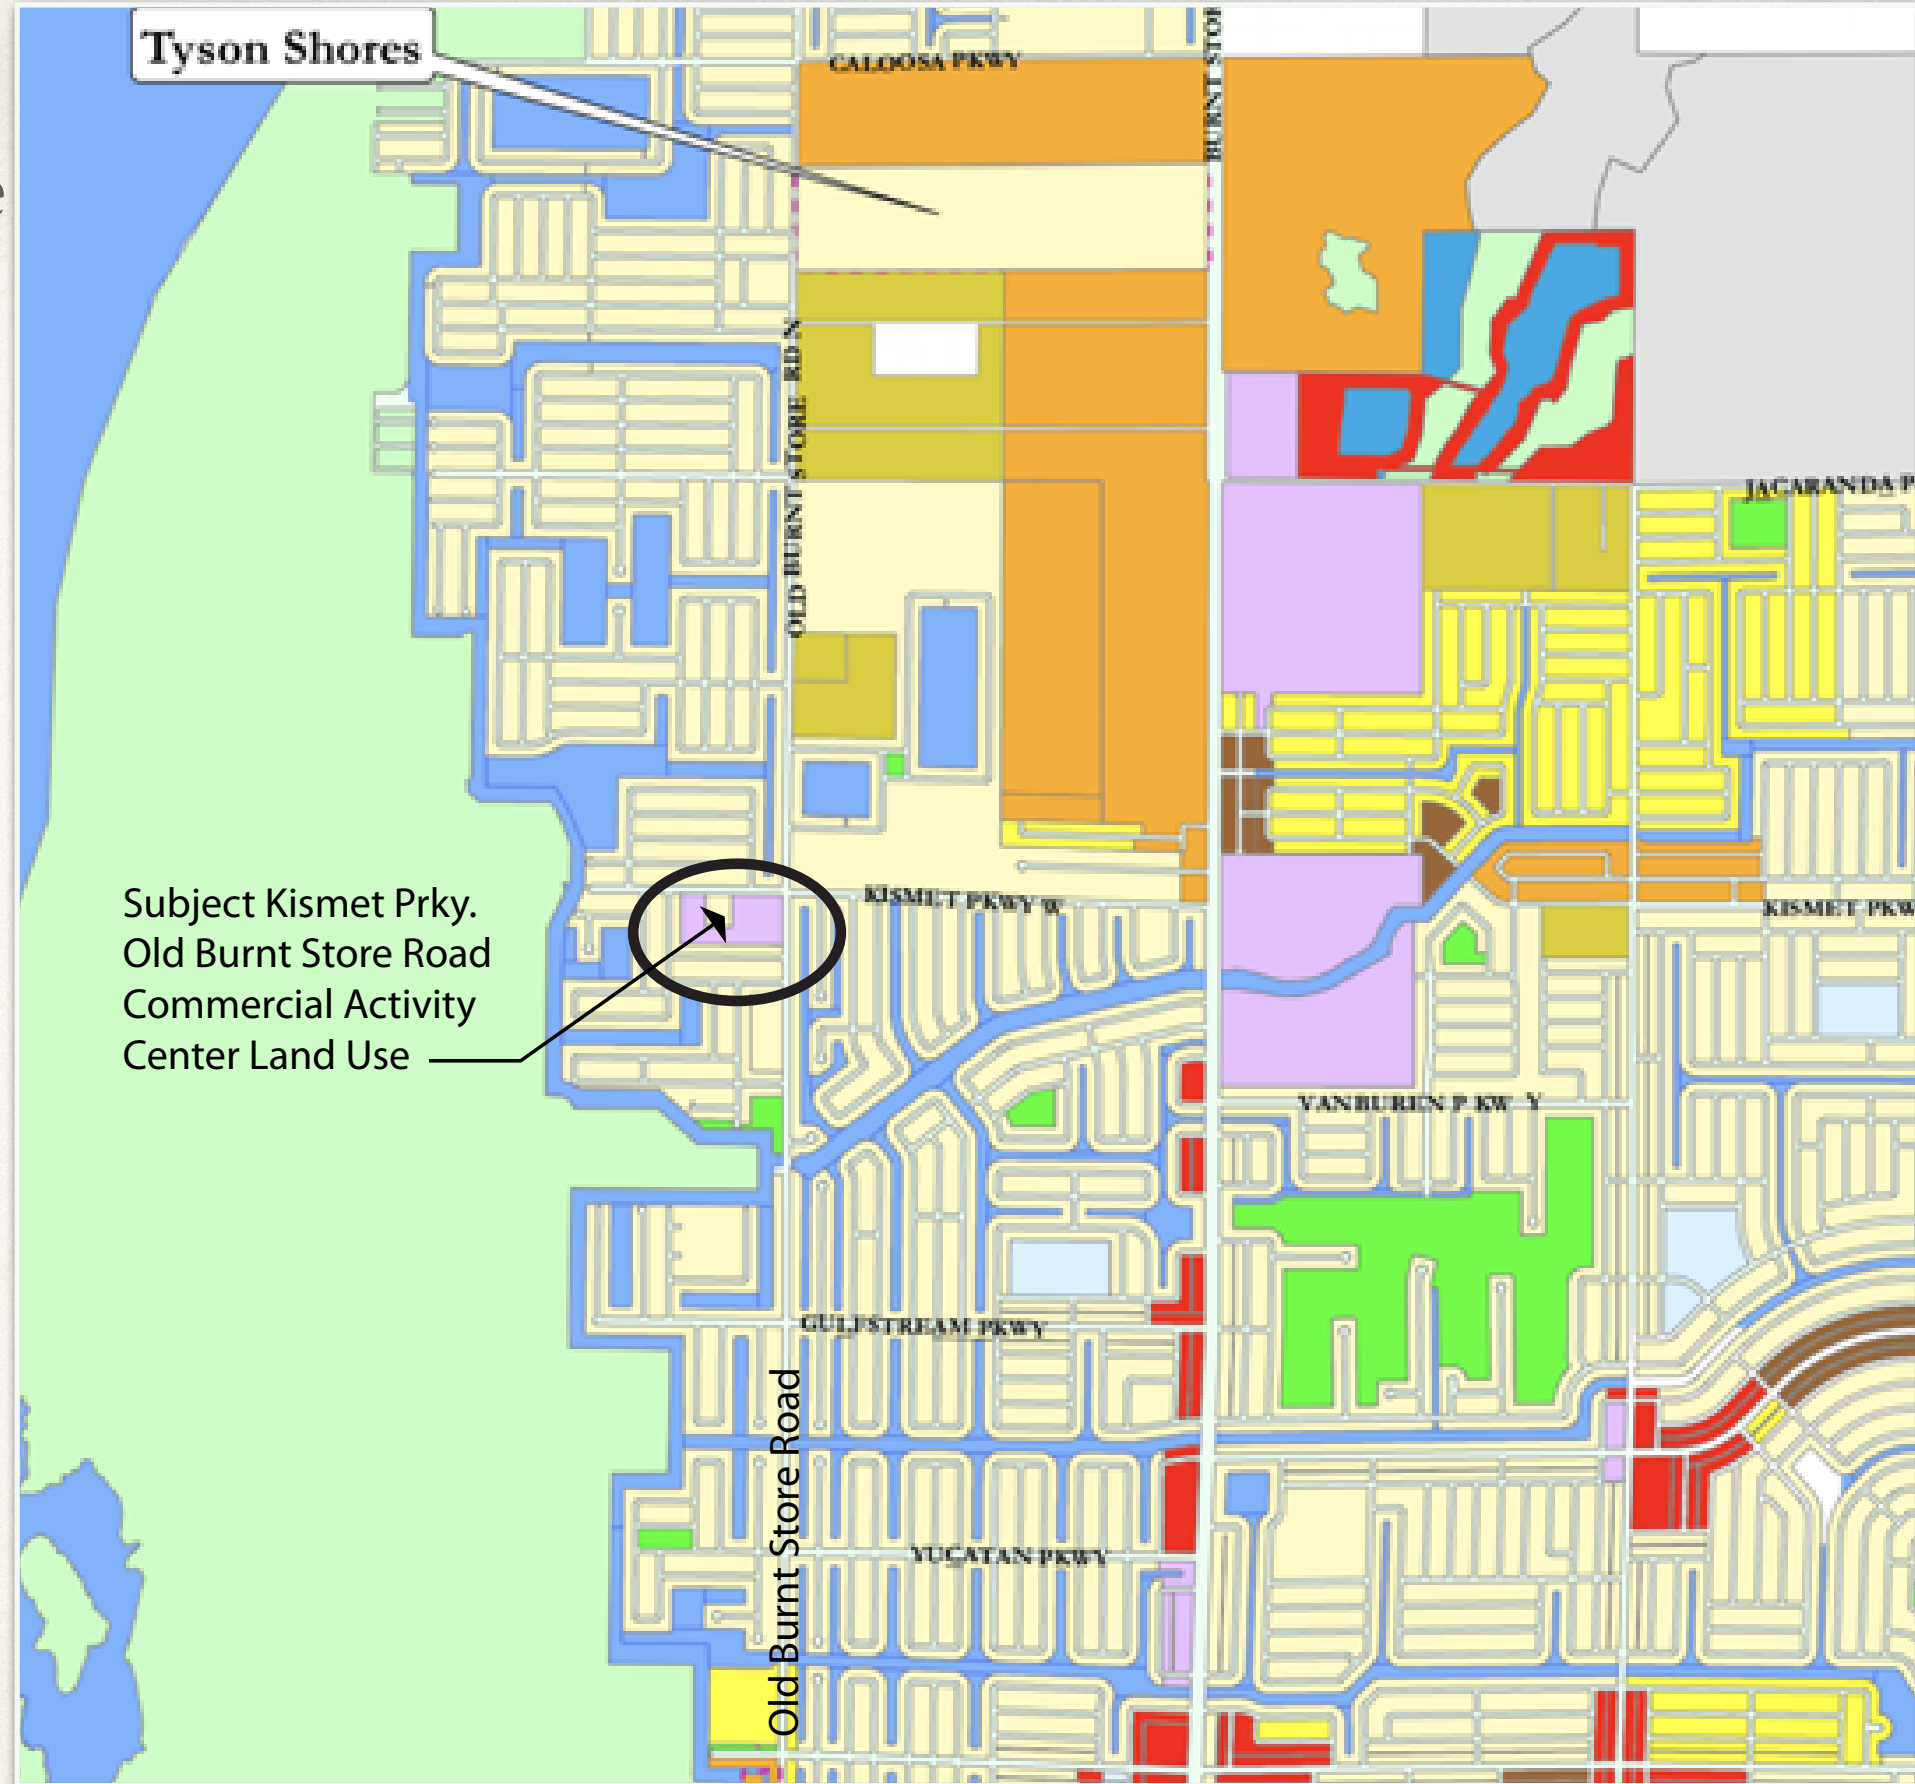 Tyson Shores
CALOOSA PKWY
BURNT STOR
e
OLD BURNT STORE RD N
JACARANDA P
Subject Kismet Prky.
Old Burnt Store Road
Commercial Activity
Center Land Use
KISMET PKWY W
KISMET PKW
VANBUREN P KW Y
GULFSTREAM PKWY
Old Burnt Store Road
YUCATAN PKWY